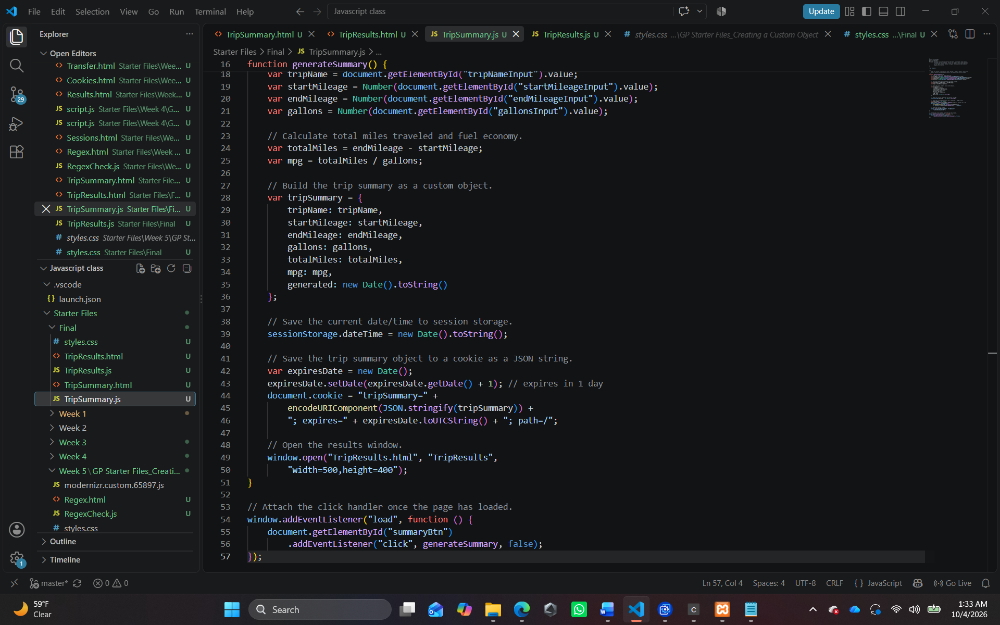 File Edit Selection View Go Run Terminal Help
Javascript class
Update
Explorer
Open Editors
Transfer.html Starter Files\Wee... U
Cookies.html Starter Files\Wee... U
Results.html Starter Files\Week... U
script.js Starter Files\Week 4\G... U
script.js Starter Files\Week 4\G... U
Sessions.html Starter Files\We... U
Regex.html Starter Files\Week ... U
RegexCheck.js Starter Files\We... U
TripSummary.html Starter File... U
TripResults.html Starter Files\F... U
JS TripSummary.js Starter Files\Fi... U
JS TripResults.js Starter Files\Final U
# styles.css Starter Files\Week 5\GP St...
# styles.css Starter Files\Final U
Javascript class
.vscode
{} launch.json
Starter Files
Final
# styles.css U
TripResults.html U
JS TripResults.js U
TripSummary.html U
JS TripSummary.js U
Week 1
Week 2
Week 3
Week 4
Week 5\GP Starter Files_Creati...
JS modernizr.custom.65897.js
Regex.html U
JS RegexCheck.js U
# styles.css
Outline
Timeline
29
1
TripSummary.html U TripResults.html U JS TripSummary.js U JS TripResults.js U # styles.css ...\GP Starter Files_Creating a Custom Object # styles.css ...\Final U
Starter Files > Final > JS TripSummary.js > ...
16 function generateSummary() {
18 var tripName = document.getElementById("tripNameInput").value;
19 var startMileage = Number(document.getElementById("startMileageInput").value);
20 var endMileage = Number(document.getElementById("endMileageInput").value);
21 var gallons = Number(document.getElementById("gallonsInput").value);
22
23 // Calculate total miles traveled and fuel economy.
24 var totalMiles = endMileage - startMileage;
25 var mpg = totalMiles / gallons;
26
27 // Build the trip summary as a custom object.
28 var tripSummary = {
29 tripName: tripName,
30 startMileage: startMileage,
31 endMileage: endMileage,
32 gallons: gallons,
33 totalMiles: totalMiles,
34 mpg: mpg,
35 generated: new Date().toString()
36 };
37
38 // Save the current date/time to session storage.
39 sessionStorage.dateTime = new Date().toString();
40
41 // Save the trip summary object to a cookie as a JSON string.
42 var expiresDate = new Date();
43 expiresDate.setDate(expiresDate.getDate() + 1); // expires in 1 day
44 document.cookie = "tripSummary=" +
45 encodeURIComponent(JSON.stringify(tripSummary)) +
46 "; expires=" + expiresDate.toUTCString() + "; path=/";
47
48 // Open the results window.
49 window.open("TripResults.html", "TripResults",
50 "width=500,height=400");
51 }
52
53 // Attach the click handler once the page has loaded.
54 window.addEventListener("load", function () {
55 document.getElementById("summaryBtn")
56 .addEventListener("click", generateSummary, false);
57 });
master* 0 0
Ln 57, Col 4 Spaces: 4 UTF-8 CRLF {} JavaScript Go Live
59°F
Clear
Search
1:33 AM
10/4/2026